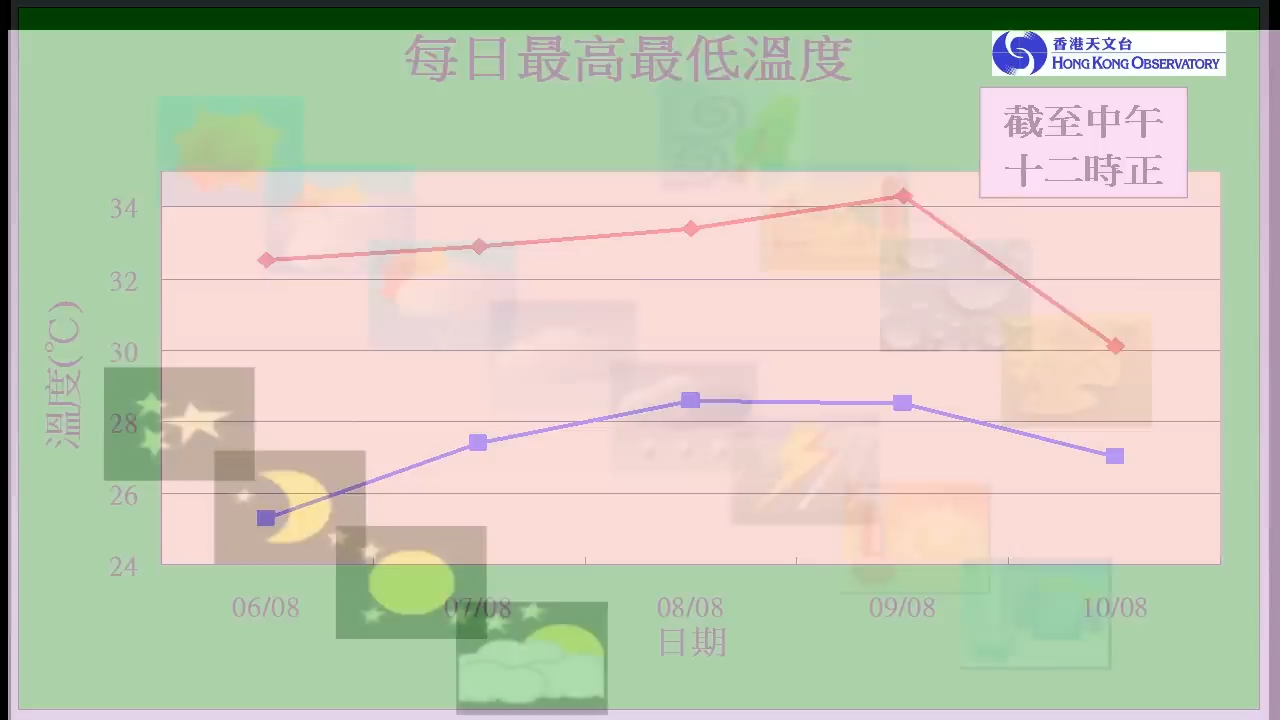 每日最高最低溫度
香港天文台
HONG KONG OBSERVATORY
截至中午
十二時正
溫度(℃)
34
32
30
28
26
24
06/08
07/08
08/08
09/08
10/08
日期